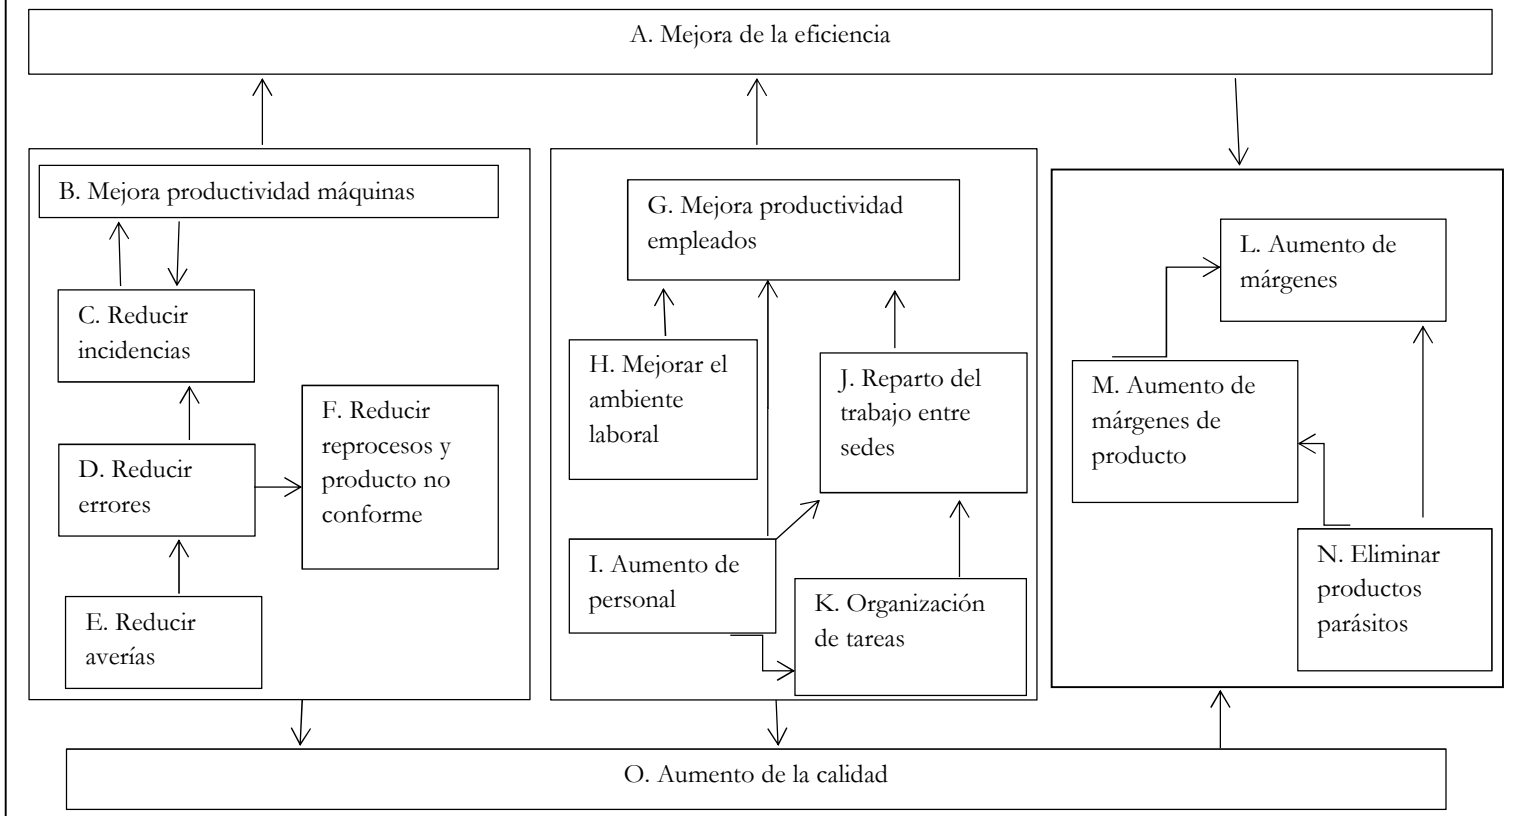 A. Mejora de la eficiencia
B. Mejora productividad máquinas
C. Reducir
incidencias
D. Reducir
errores
E. Reducir
averías
F. Reducir
reprocesos y
producto no
conforme
G. Mejora productividad
empleados
H. Mejorar el
ambiente
laboral
I. Aumento de
personal
J. Reparto del
trabajo entre
sedes
K. Organización
de tareas
L. Aumento de
márgenes
M. Aumento de
márgenes de
producto
N. Eliminar
productos
parásitos
O. Aumento de la calidad